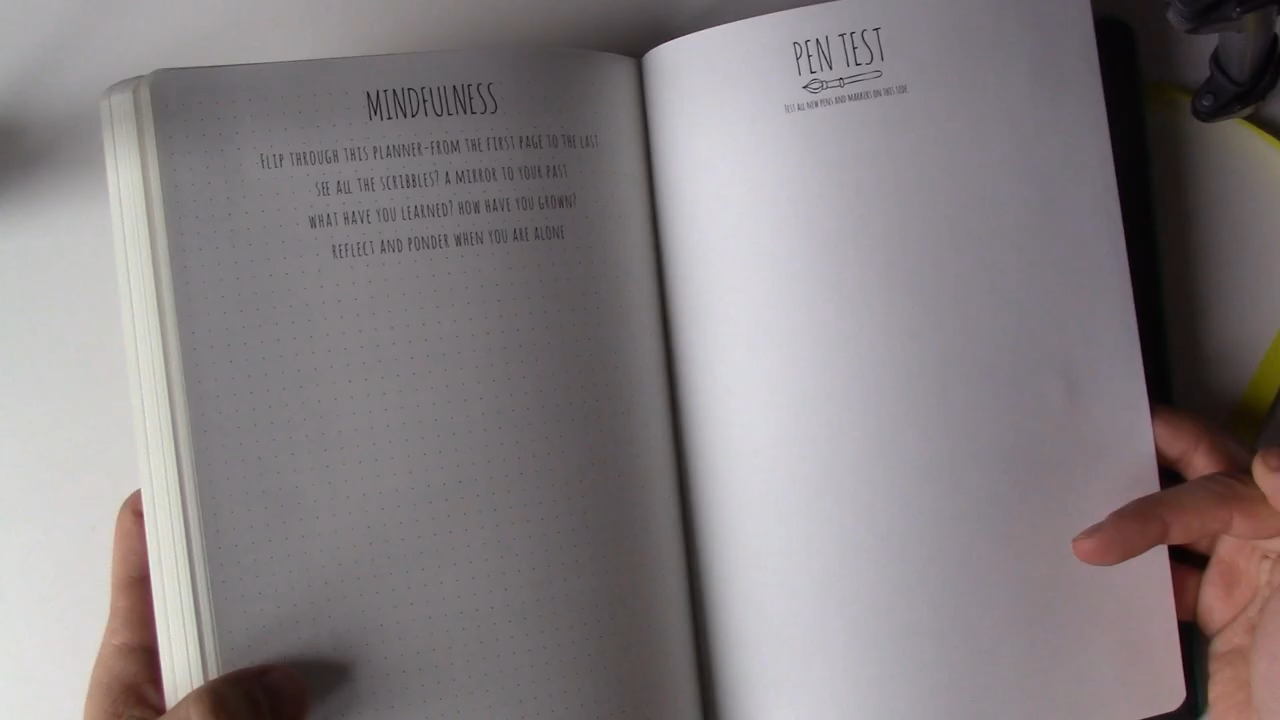 MINDFULNESS
FLIP THROUGH THIS PLANNER-FROM THE FIRST PAGE TO THE LAST
SEE ALL THE SCRIBBLES? A MIRROR TO YOUR PAST
WHAT HAVE YOU LEARNED? HOW HAVE YOU GROWN?
REFLECT AND PONDER WHEN YOU ARE ALONE
PEN TEST
TEST ALL NEW PENS AND MARKERS ON THIS SIDE.